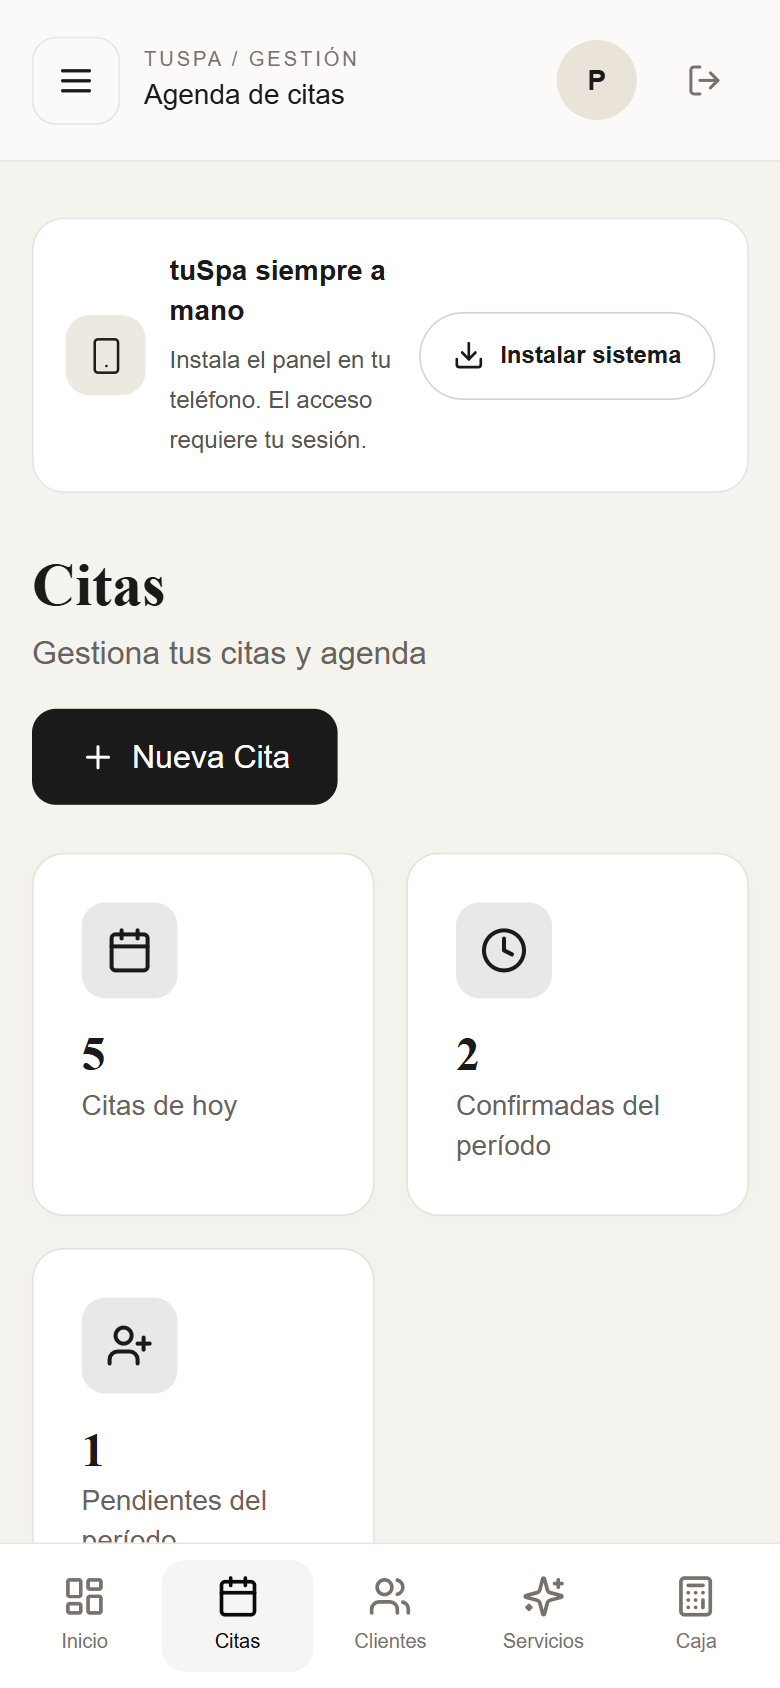 TUSPA / GESTIÓN
Agenda de citas
P
tuSpa siempre a
mano
Instala el panel en tu
teléfono. El acceso
requiere tu sesión.
Instalar sistema
Citas
Gestiona tus citas y agenda
Nueva Cita
5
Citas de hoy
2
Confirmadas del
período
1
Pendientes del
período
Inicio
Citas
Clientes
Servicios
Caja